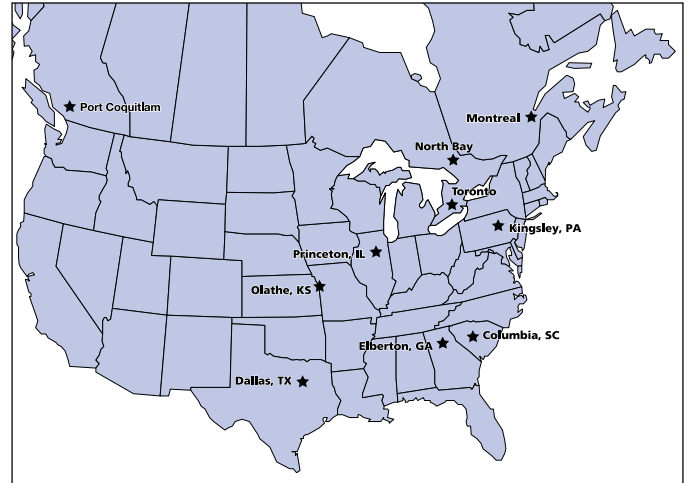 Port Coquitlam
Montreal
North Bay
Toronto
Kingsley, PA
Princeton, IL
Olathe, KS
Columbia, SC
Elberton, GA
Dallas, TX